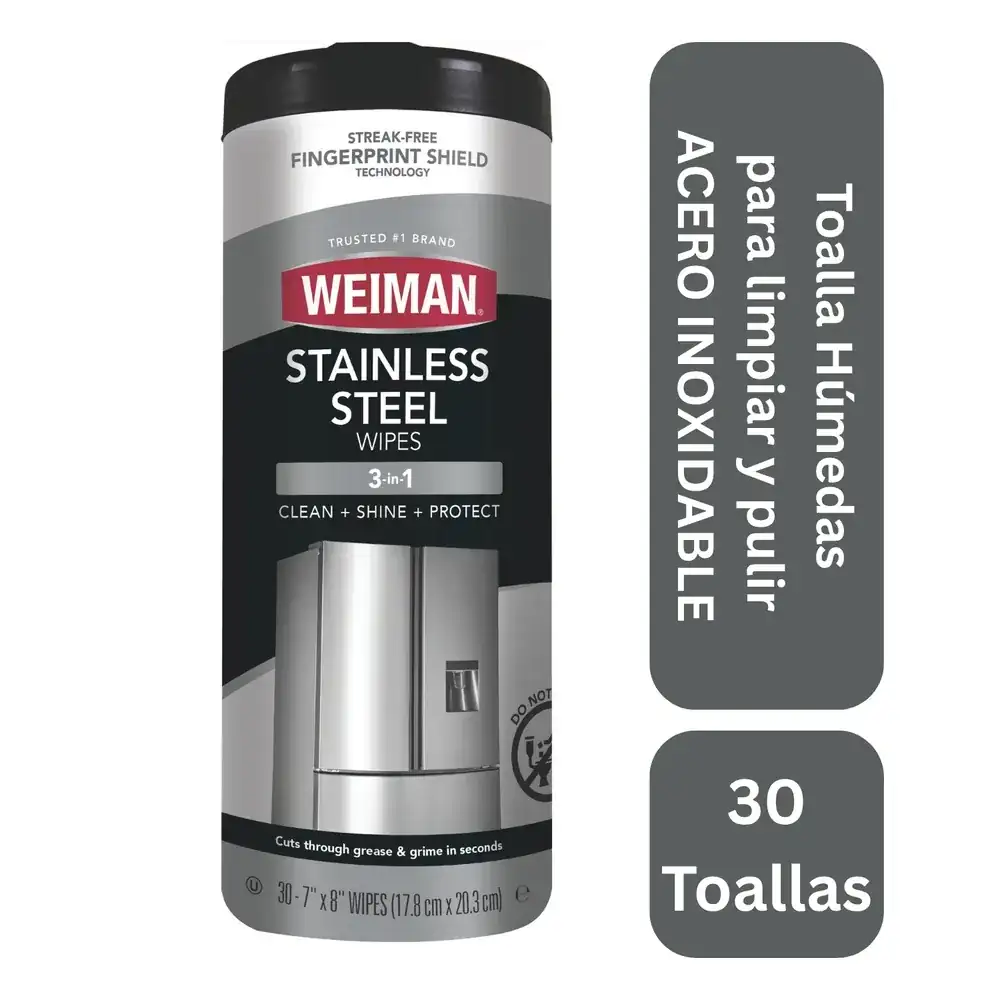 STREAK-FREE
FINGERPRINT SHIELD
TECHNOLOGY
TRUSTED #1 BRAND
WEIMAN®
STAINLESS
STEEL
WIPES
3-in-1
CLEAN + SHINE + PROTECT
DO NOT
Cuts through grease & grime in seconds
U
30 - 7" x 8" WIPES (17.8 cm x 20.3 cm) e
Toalla Húmedas
para limpiar y pulir
ACERO INOXIDABLE
30
Toallas